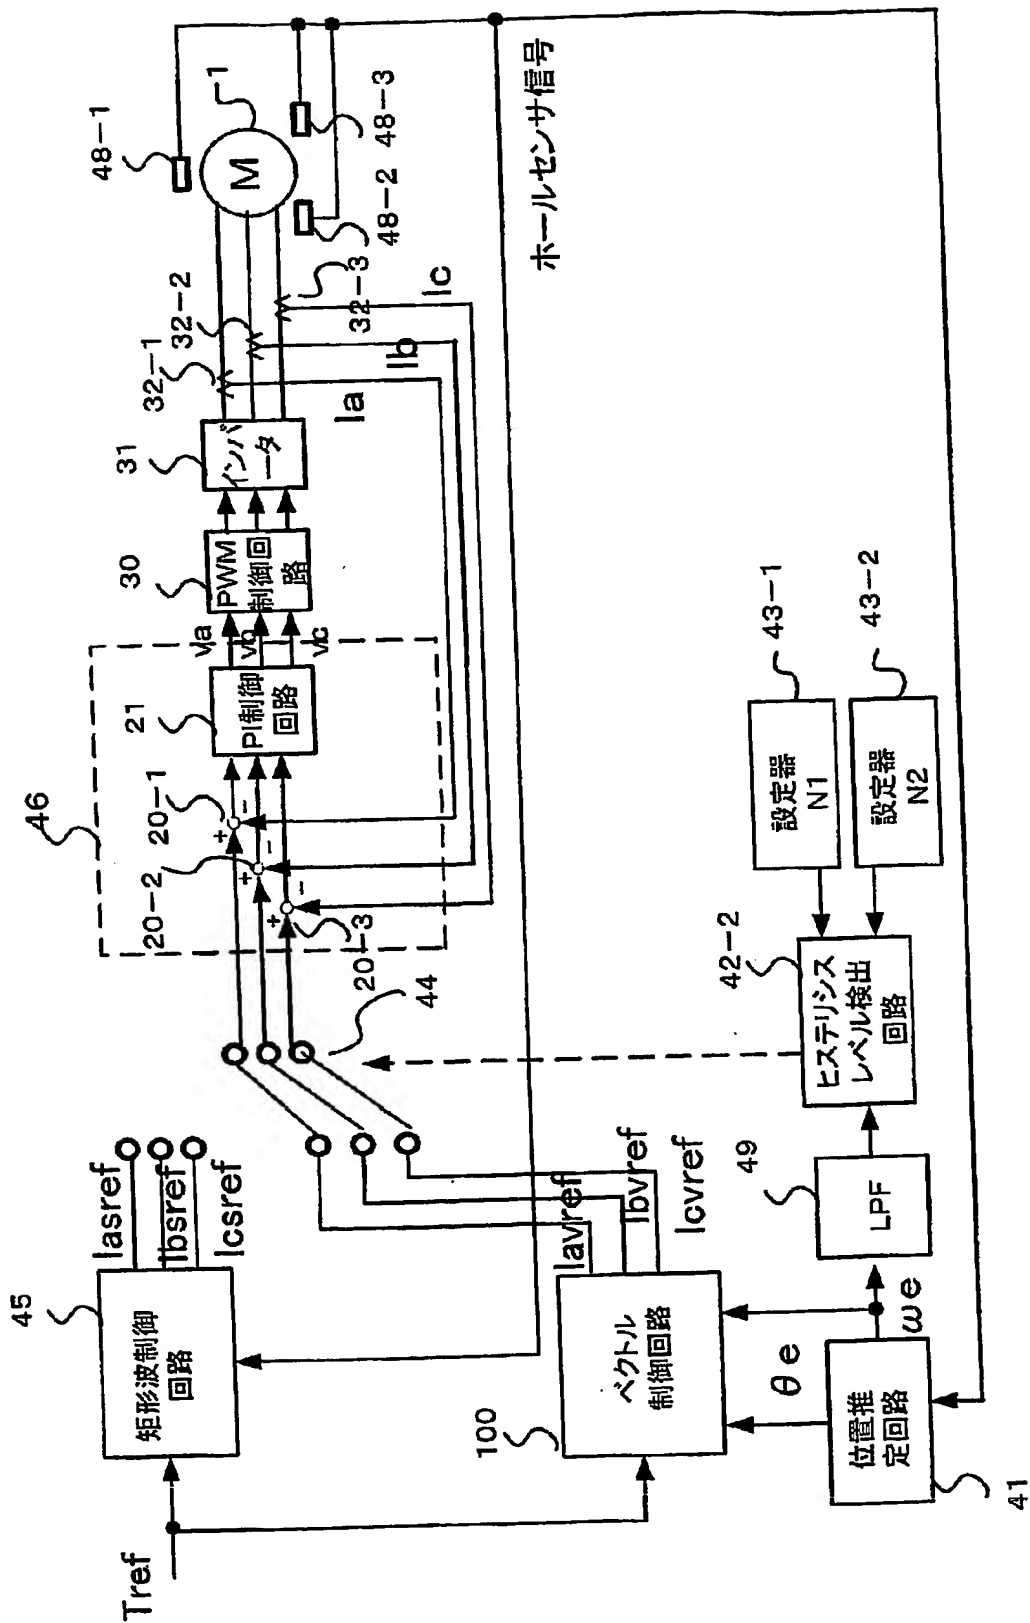 Tref
45
矩形波制御
回路
Iasref
Ibsref
Icsref
100
ベクトル
制御回路
Iavref
Ibvref
Icvref
44
46
20-1
20-2
20-3
+
-
+
-
+
-
21
PI制御
回路
Va
Vb
Vc
30
PWM
制御回
路
31
インバ
ータ
32-1
32-2
32-3
Ia
Ib
Ic
M
1
48-1
48-2
48-3
ホールセンサ信号
41
位置推
定回路
θe
ωe
49
LPF
42-2
ヒステリシス
レベル検出
回路
設定器
N1
43-1
設定器
N2
43-2